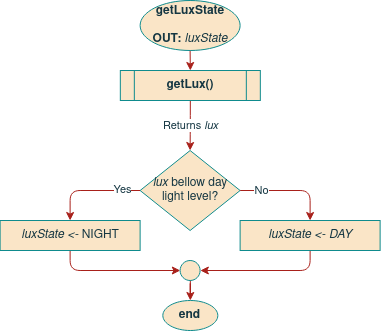 getLuxState
OUT: luxState
getLux()
Returns lux
lux bellow day
light level?
Yes
No
luxState <- NIGHT
luxState <- DAY
end